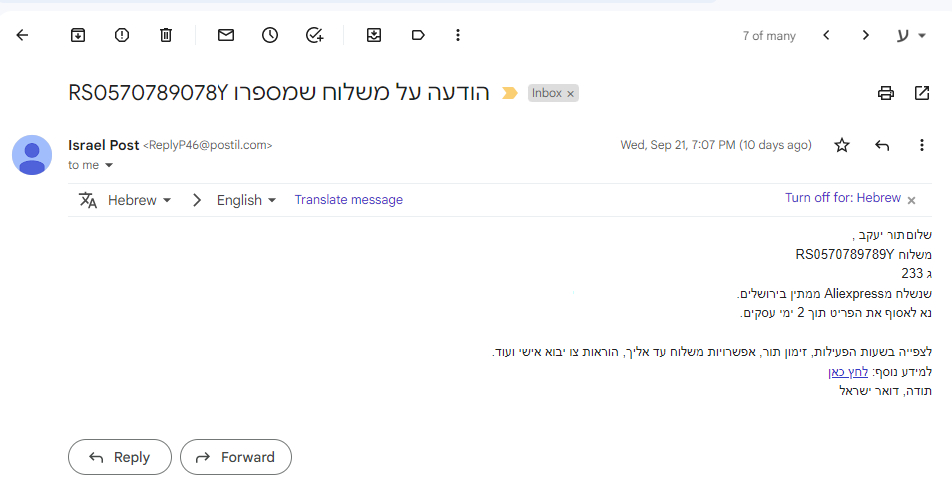 7 of many
ע
הודעה על משלוח שמספרו RS0570789078Y
Inbox ×
Israel Post <ReplyP46@postil.com>
Wed, Sep 21, 7:07 PM (10 days ago)
to me
Hebrew > English Translate message
Turn off for: Hebrew ×
שלום תור יעקב ,
משלוח RS0570789789Y
ג 233
שנשלח מAliexpress ממתין בירושלים.
נא לאסוף את הפריט תוך 2 ימי עסקים.
לצפייה בשעות הפעילות, זימון תור, אפשרויות משלוח עד אליך, הוראות צו יבוא אישי ועוד.
למידע נוסף: לחץ כאן
תודה, דואר ישראל
Reply
Forward